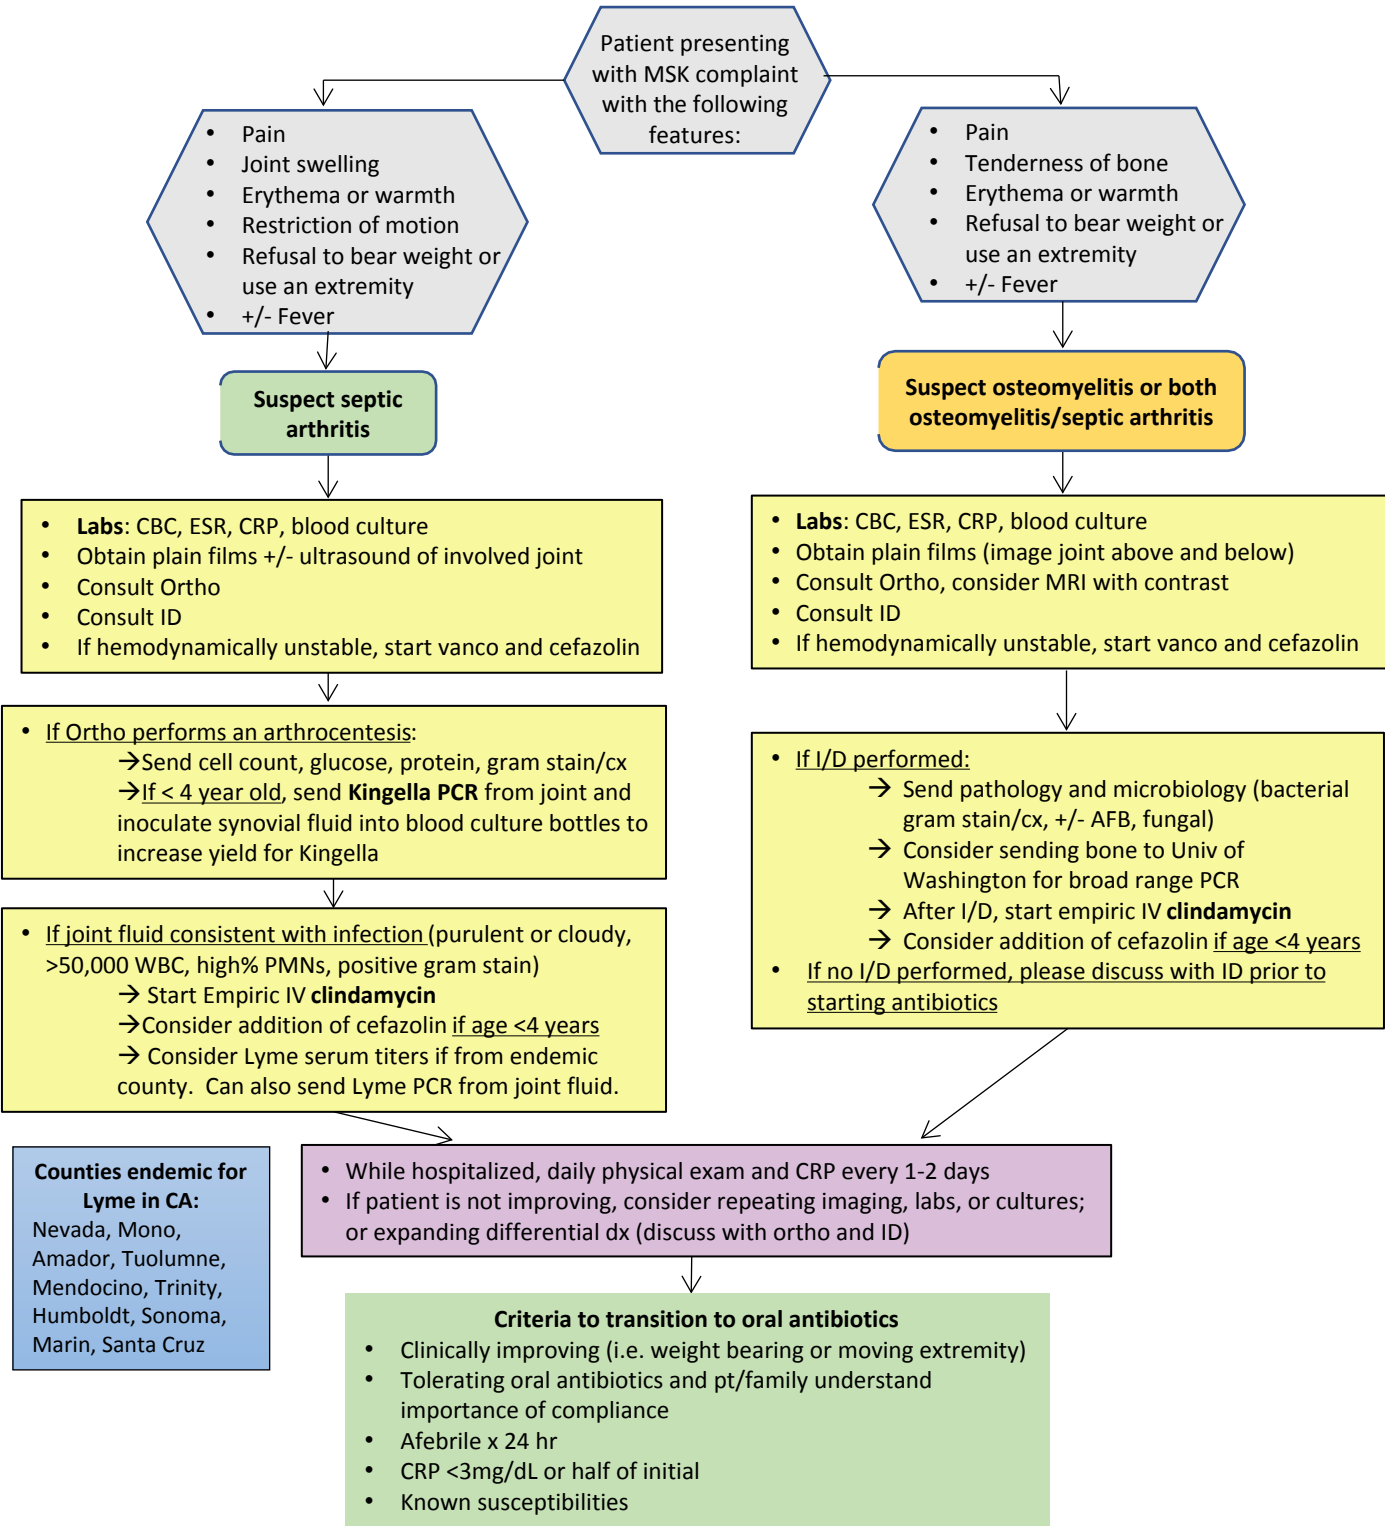 Patient presenting
with MSK complaint
with the following
features:
• Pain
• Joint swelling
• Erythema or warmth
• Restriction of motion
• Refusal to bear weight or
use an extremity
• +/- Fever
• Pain
• Tenderness of bone
• Erythema or warmth
• Refusal to bear weight or
use an extremity
• +/- Fever
Suspect septic
arthritis
Suspect osteomyelitis or both
osteomyelitis/septic arthritis
• Labs: CBC, ESR, CRP, blood culture
• Obtain plain films +/- ultrasound of involved joint
• Consult Ortho
• Consult ID
• If hemodynamically unstable, start vanco and cefazolin
• Labs: CBC, ESR, CRP, blood culture
• Obtain plain films (image joint above and below)
• Consult Ortho, consider MRI with contrast
• Consult ID
• If hemodynamically unstable, start vanco and cefazolin
• If Ortho performs an arthrocentesis:
→Send cell count, glucose, protein, gram stain/cx
→If < 4 year old, send Kingella PCR from joint and
inoculate synovial fluid into blood culture bottles to
increase yield for Kingella
• If I/D performed:
→ Send pathology and microbiology (bacterial
gram stain/cx, +/- AFB, fungal)
→ Consider sending bone to Univ of
Washington for broad range PCR
→ After I/D, start empiric IV clindamycin
→ Consider addition of cefazolin if age <4 years
• If no I/D performed, please discuss with ID prior to
starting antibiotics
• If joint fluid consistent with infection (purulent or cloudy,
>50,000 WBC, high% PMNs, positive gram stain)
→ Start Empiric IV clindamycin
→Consider addition of cefazolin if age <4 years
→ Consider Lyme serum titers if from endemic
county. Can also send Lyme PCR from joint fluid.
Counties endemic for
Lyme in CA:
Nevada, Mono,
Amador, Tuolumne,
Mendocino, Trinity,
Humboldt, Sonoma,
Marin, Santa Cruz
• While hospitalized, daily physical exam and CRP every 1-2 days
• If patient is not improving, consider repeating imaging, labs, or cultures;
or expanding differential dx (discuss with ortho and ID)
Criteria to transition to oral antibiotics
• Clinically improving (i.e. weight bearing or moving extremity)
• Tolerating oral antibiotics and pt/family understand
importance of compliance
• Afebrile x 24 hr
• CRP <3mg/dL or half of initial
• Known susceptibilities